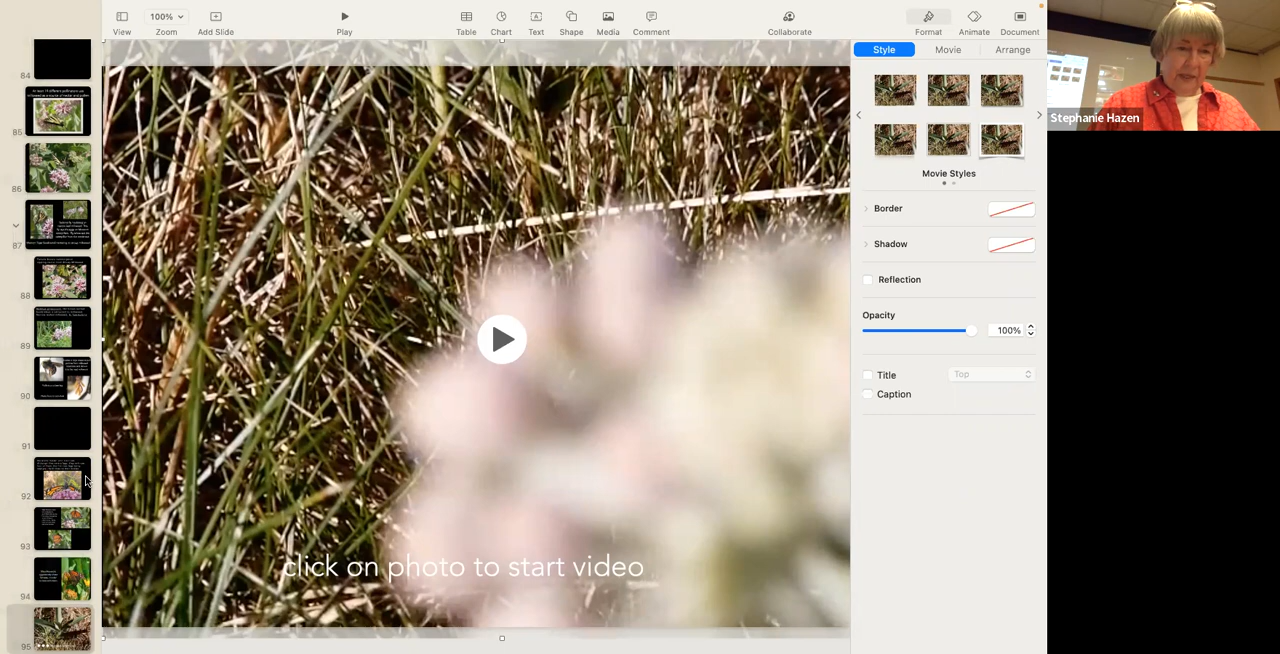 View
100%
Zoom
Add Slide
Play
Table
Chart
Text
Shape
Media
Comment
Collaborate
Format
Animate
Document
84
85
86
87
88
89
90
91
92
93
94
95
click on photo to start video
Style
Movie
Arrange
Movie Styles
Border
Shadow
Reflection
Opacity
100%
Title
Top
Caption
Stephanie Hazen